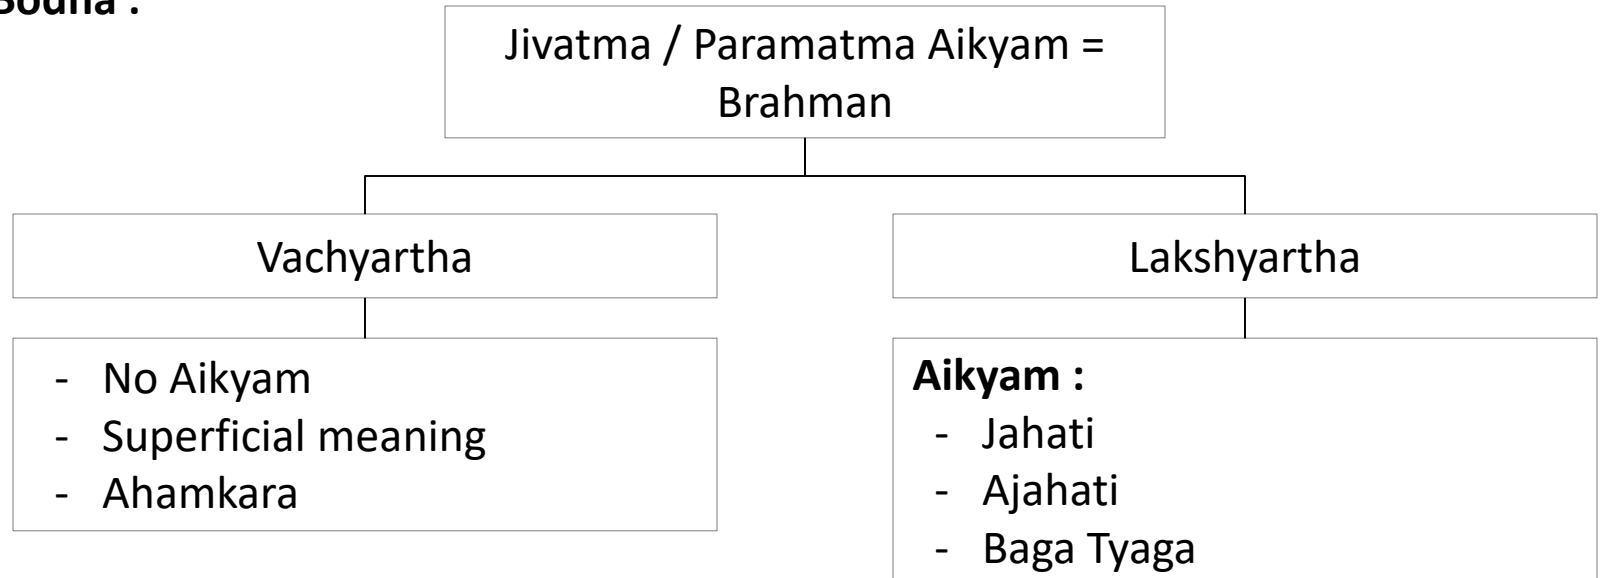 Bodha :
Jivatma / Paramatma Aikyam =
Brahman
Vachyartha
Lakshyartha
- No Aikyam
- Superficial meaning
- Ahamkara
Aikyam :
- Jahati
- Ajahati
- Baga Tyaga